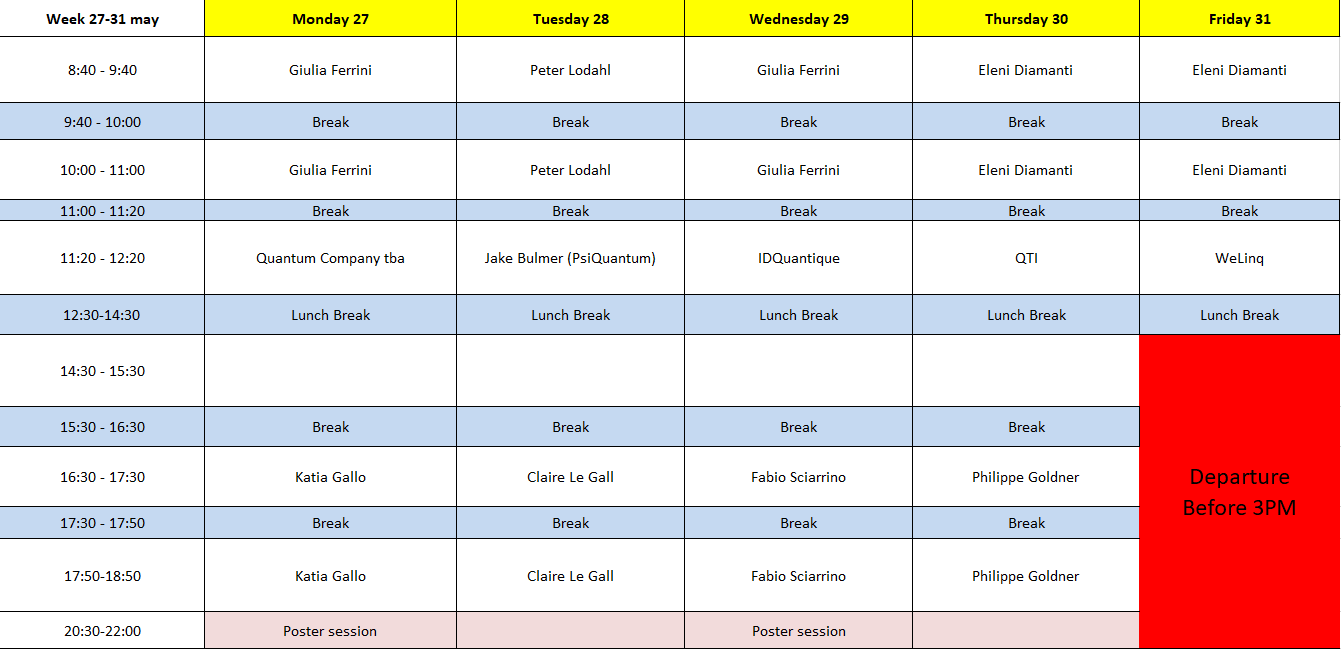 Week 27-31 may Monday 27 Tuesday 28 Wednesday 29 Thursday 30 Friday 31
8:40 - 9:40 Giulia Ferrini Peter Lodahl Giulia Ferrini Eleni Diamanti Eleni Diamanti
9:40 - 10:00 Break Break Break Break Break
10:00 - 11:00 Giulia Ferrini Peter Lodahl Giulia Ferrini Eleni Diamanti Eleni Diamanti
11:00 - 11:20 Break Break Break Break Break
11:20 - 12:20 Quantum Company tba Jake Bulmer (PsiQuantum) IDQuantique QTI WeLinq
12:30-14:30 Lunch Break Lunch Break Lunch Break Lunch Break Lunch Break
14:30 - 15:30
15:30 - 16:30 Break Break Break Break
16:30 - 17:30 Katia Gallo Claire Le Gall Fabio Sciarrino Philippe Goldner
Departure
Before 3PM
17:30 - 17:50 Break Break Break Break
17:50-18:50 Katia Gallo Claire Le Gall Fabio Sciarrino Philippe Goldner
20:30-22:00 Poster session Poster session